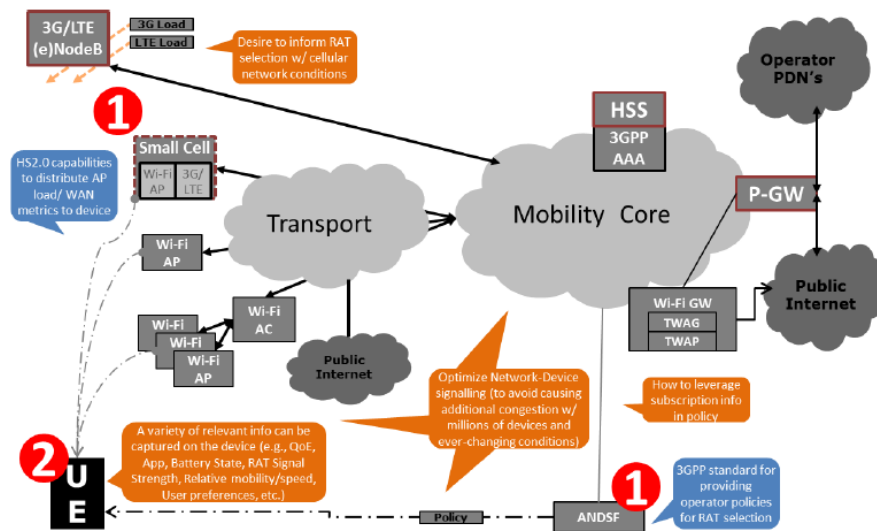 3G/LTE
(e)NodeB
3G Load
LTE Load
Desire to inform RAT
selection w/ cellular
network conditions
Operator
PDN's
1
HSS
3GPP
AAA
Small Cell
Wi-Fi
AP
3G/
LTE
HS2.0 capabilities
to distribute AP
load/ WAN
metrics to device
Transport
Mobility Core
P-GW
Wi-Fi
AP
Wi-Fi
AC
Wi-Fi
Wi-Fi
Wi-Fi
AP
Public
Internet
Wi-Fi GW
TWAG
TWAP
Public
Internet
Optimize Network-Device
signalling (to avoid causing
additional congestion w/
millions of devices and
ever-changing conditions)
How to leverage
subscription info
in policy
2
A variety of relevant info can be
captured on the device (e.g., QoE,
App, Battery State, RAT Signal
Strength, Relative mobility/speed,
User preferences, etc.)
U
E
Policy
ANDSF
1
3GPP standard for
providing
operator policies
for RAT selection